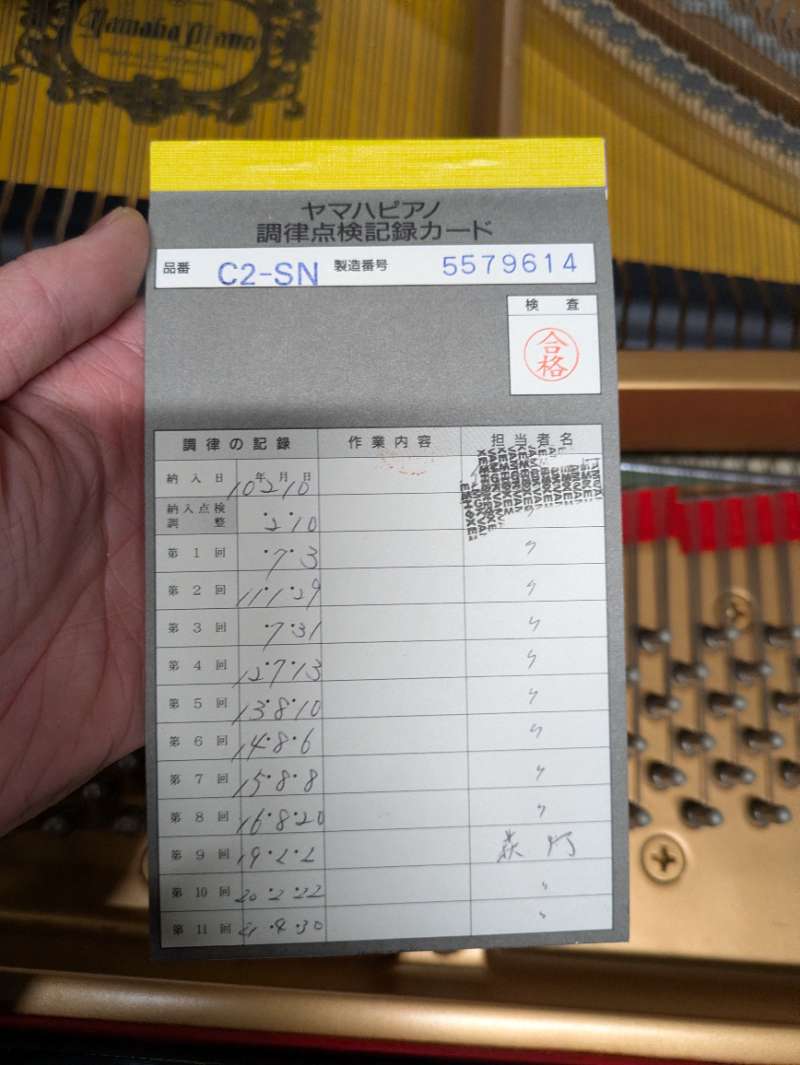 Yamaha Piano
ヤマハピアノ
調律点検記録カード
品番 C2-SN 製造番号 5579614
検査
合格
調律の記録 作業内容 担当者名
納入日 年 月 日 10 2 10
納入点検調整 ・2・10 〃
第1回 ・7・3 〃
第2回 11・1・29 〃
第3回 ・7・31 〃
第4回 12・7・13 〃
第5回 13・8・10 〃
第6回 14・8・6 〃
第7回 15・8・8 〃
第8回 16・8・20 〃
第9回 19・2・2
第10回 20・2・22 〃
第11回 21・4・30 〃